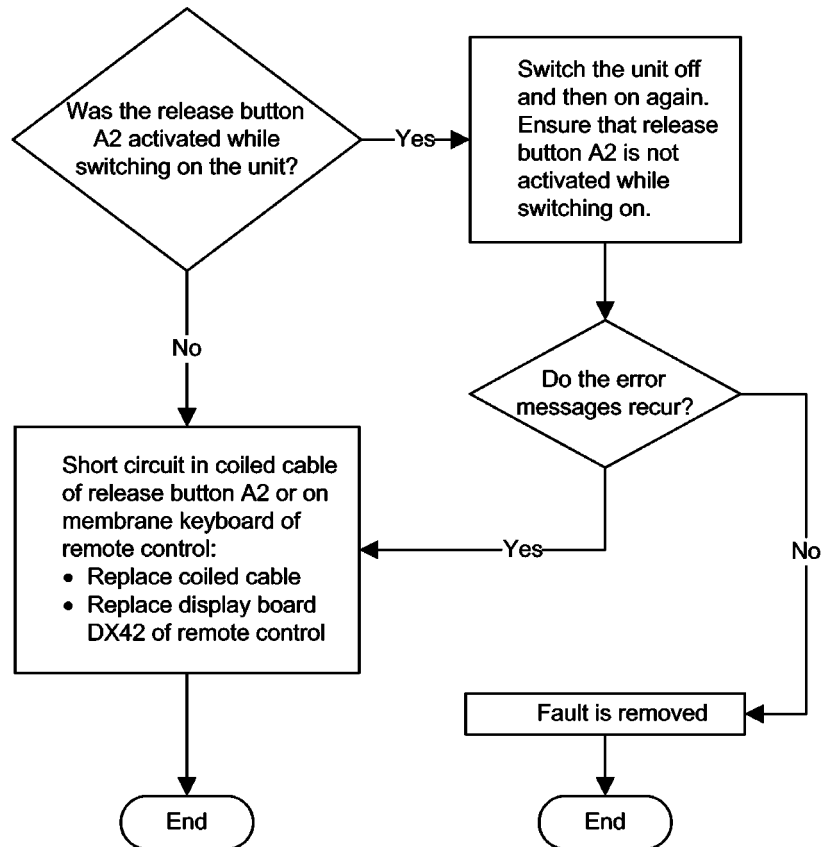 Was the release button
A2 activated while
switching on the unit?
Yes
Switch the unit off
and then on again.
Ensure that release
button A2 is not
activated while
switching on.
No
Do the error
messages recur?
Short circuit in coiled cable
of release button A2 or on
membrane keyboard of
remote control:
• Replace coiled cable
• Replace display board
DX42 of remote control
Yes
No
Fault is removed
End
End